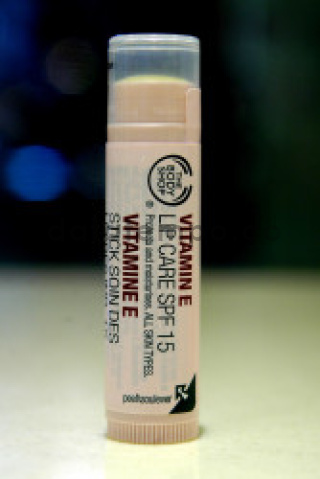 THE
BODY
SHOP
®
VITAMIN E
LIP CARE SPF 15
Protects and moisturises. ALL SKIN TYPES.
VITAMINE E
STICK SOIN DES